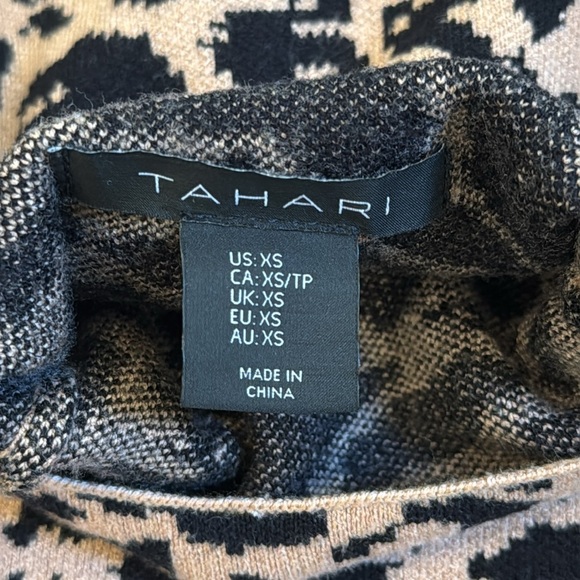 TAHARI
US: XS
CA: XS/TP
UK: XS
EU: XS
AU: XS
MADE IN
CHINA